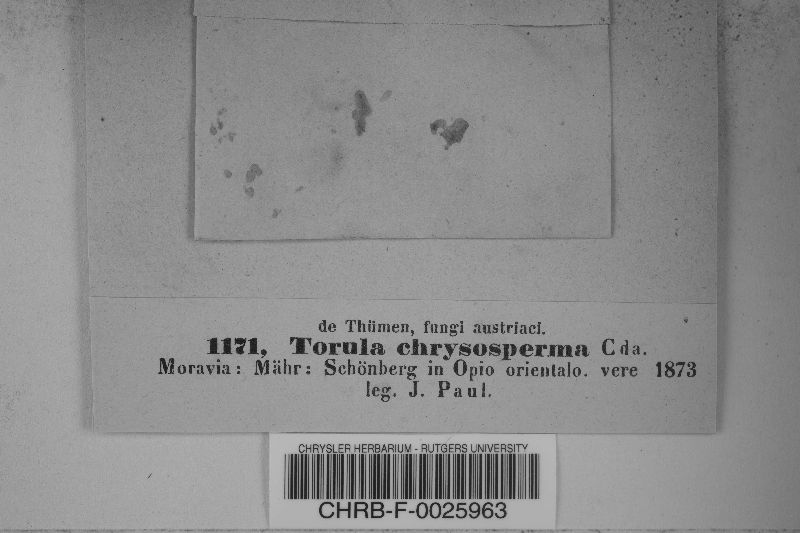 de Thümen, fungi austriaci.
1171, Torula chrysosperma Cda.
Moravia: Mähr: Schönberg in Opio orientalo. vere 1873
leg. J. Paul.
CHRYSLER HERBARIUM - RUTGERS UNIVERSITY
CHRB-F-0025963